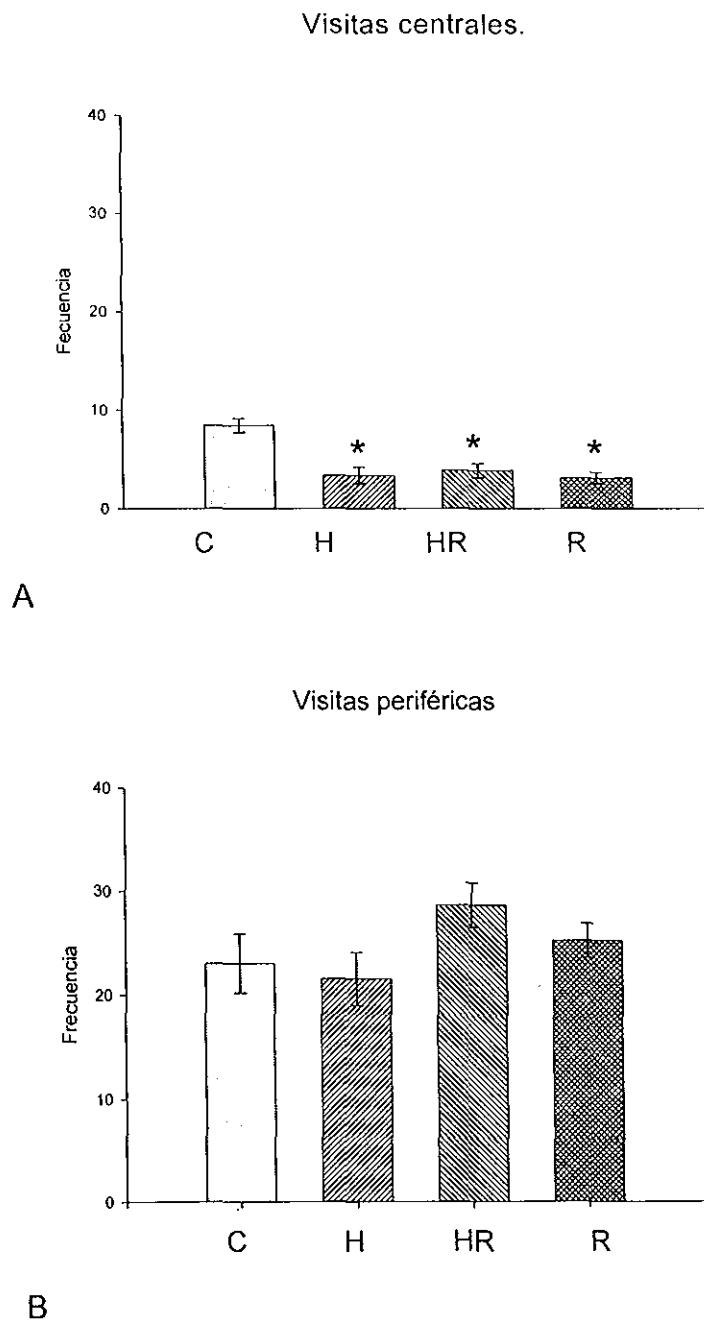 Visitas centrales.
40
30
20
10
0
Fecuencia
*
*
*
C H HR R
A
Visitas periféricas
40
30
20
10
0
Frecuencia
C H HR R
B